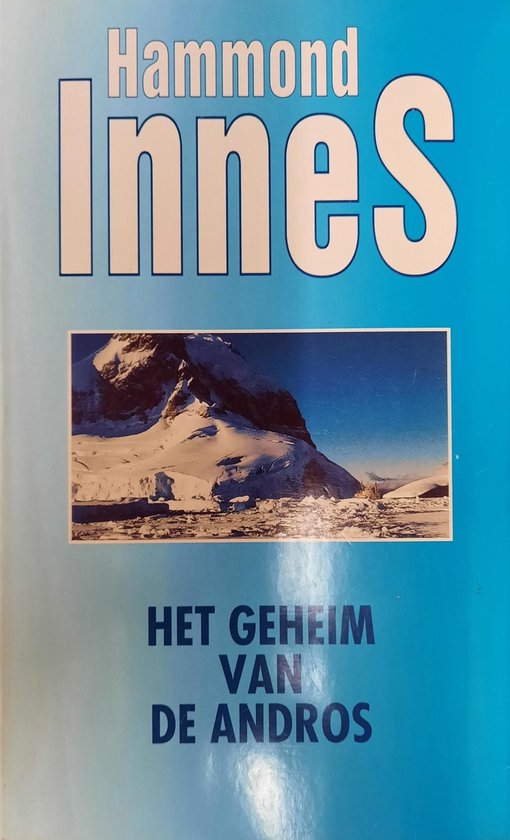 Hammond
Innes
HET GEHEIM
VAN
DE ANDROS